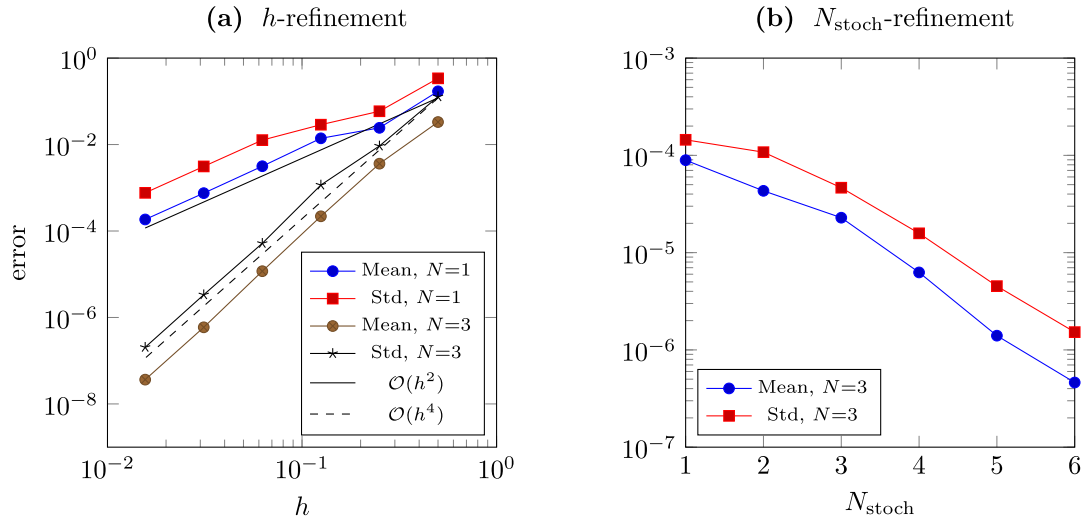 (a) h-refinement
10^0
10^−2
10^−4
10^−6
10^−8
error
10^−2
10^−1
10^0
h
Mean, N=1
Std, N=1
Mean, N=3
Std, N=3
𝒪(h^2)
𝒪(h^4)
(b) N_stoch-refinement
10^−3
10^−4
10^−5
10^−6
10^−7
1
2
3
4
5
6
N_stoch
Mean, N=3
Std, N=3